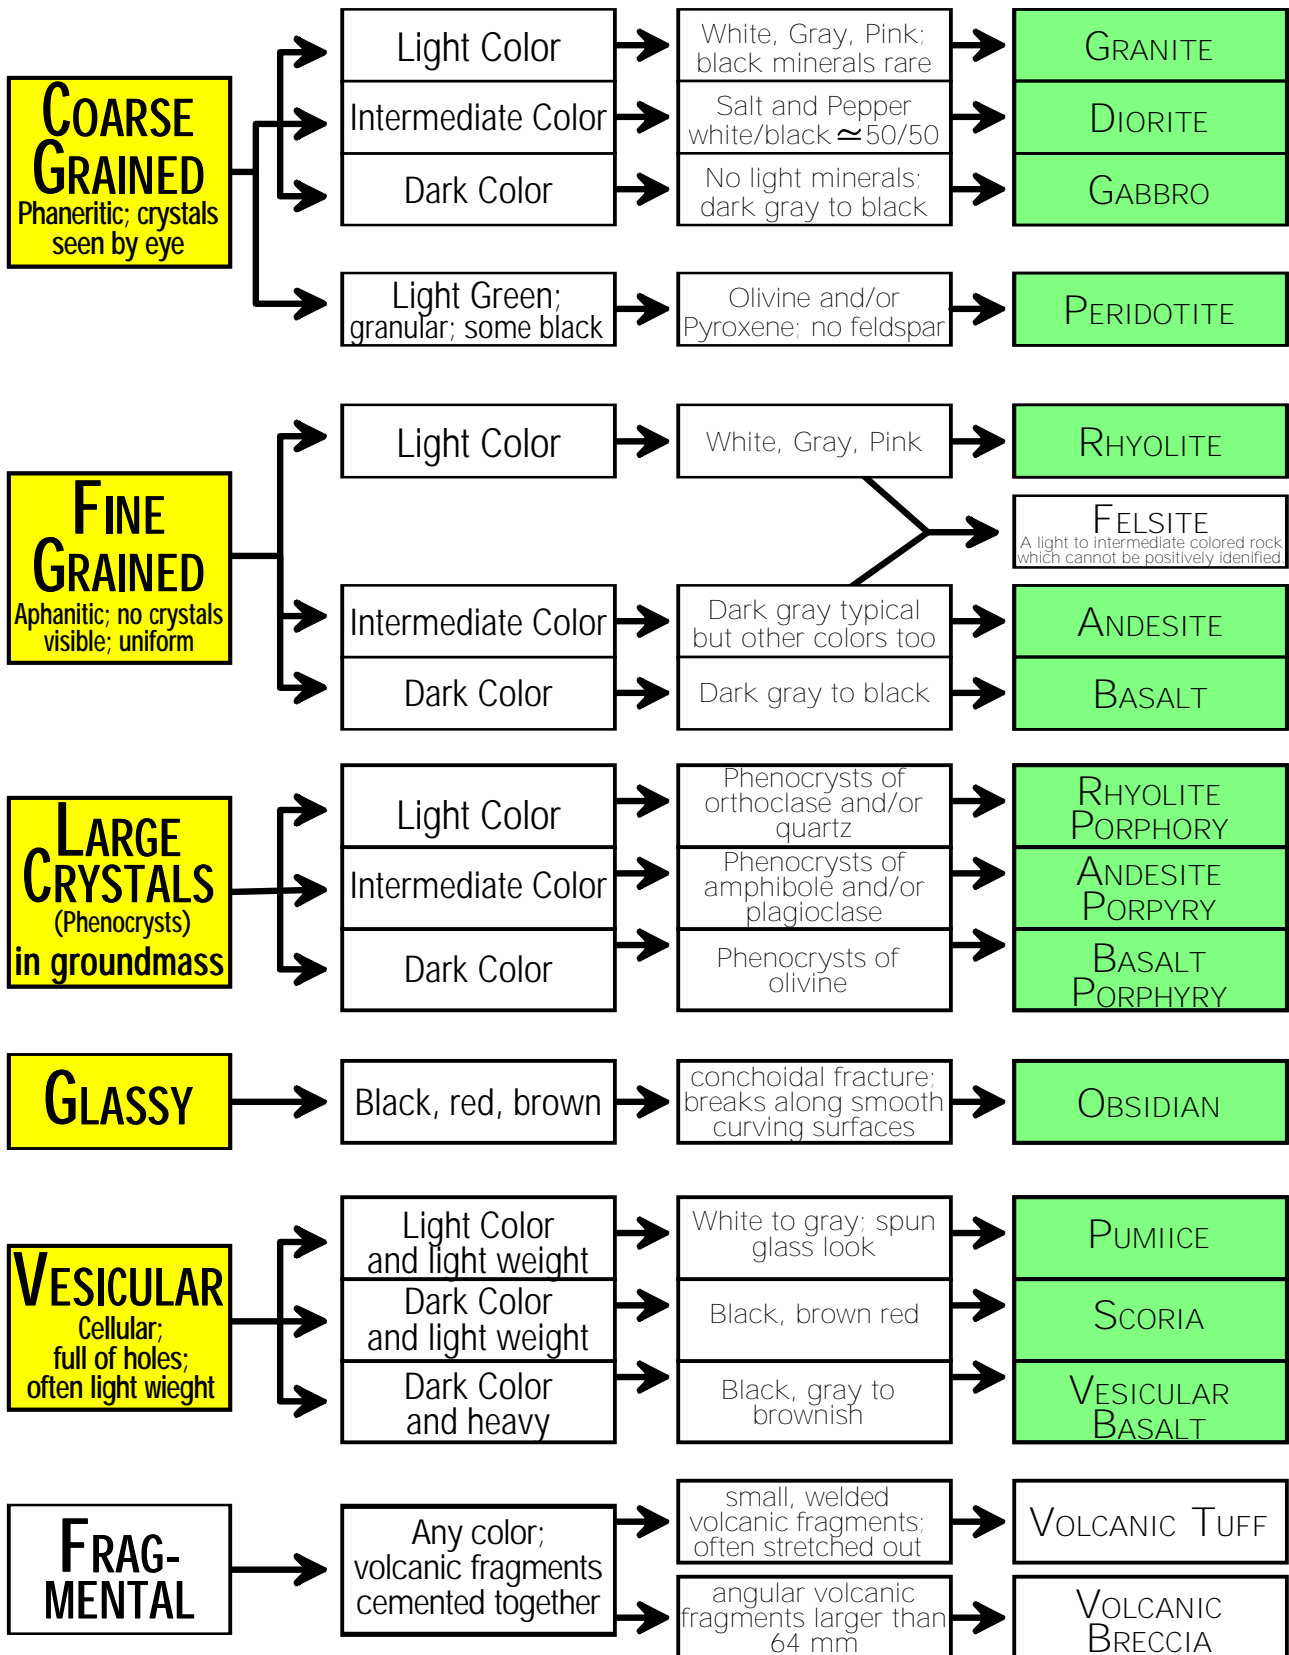 COARSE
GRAINED
Phaneritic; crystals
seen by eye
Light Color
White, Gray, Pink;
black minerals rare
GRANITE
Intermediate Color
Salt and Pepper
white/black ≃ 50/50
DIORITE
Dark Color
No light minerals;
dark gray to black
GABBRO
Light Green;
granular; some black
Olivine and/or
Pyroxene; no feldspar
PERIDOTITE
FINE
GRAINED
Aphanitic; no crystals
visible; uniform
Light Color
White, Gray, Pink
RHYOLITE
FELSITE
A light to intermediate colored rock
which cannot be positively idenified.
Intermediate Color
Dark gray typical
but other colors too
ANDESITE
Dark Color
Dark gray to black
BASALT
LARGE
CRYSTALS
(Phenocrysts)
in groundmass
Light Color
Phenocrysts of
orthoclase and/or
quartz
RHYOLITE
PORPHORY
Intermediate Color
Phenocrysts of
amphibole and/or
plagioclase
ANDESITE
PORPYRY
Dark Color
Phenocrysts of
olivine
BASALT
PORPHYRY
GLASSY
Black, red, brown
conchoidal fracture;
breaks along smooth
curving surfaces
OBSIDIAN
VESICULAR
Cellular;
full of holes;
often light wieght
Light Color
and light weight
White to gray; spun
glass look
PUMIICE
Dark Color
and light weight
Black, brown red
SCORIA
Dark Color
and heavy
Black, gray to
brownish
VESICULAR
BASALT
FRAG-
MENTAL
Any color;
volcanic fragments
cemented together
small, welded
volcanic fragments;
often stretched out
VOLCANIC TUFF
angular volcanic
fragments larger than
64 mm
VOLCANIC
BRECCIA